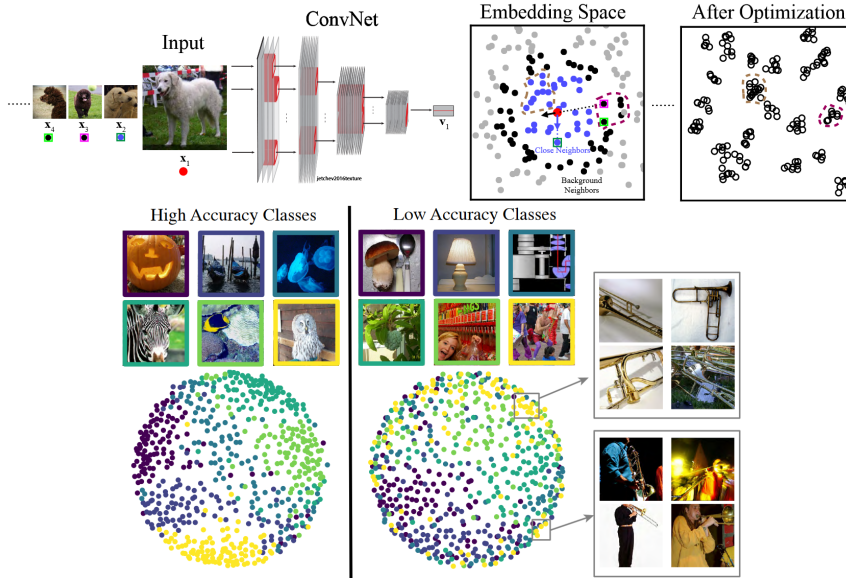 ConvNet
Embedding Space
After Optimization
Input
x4
x3
x2
x1
v1
jetchev2016texture
Close Neighbors
Background
Neighbors
High Accuracy Classes
Low Accuracy Classes